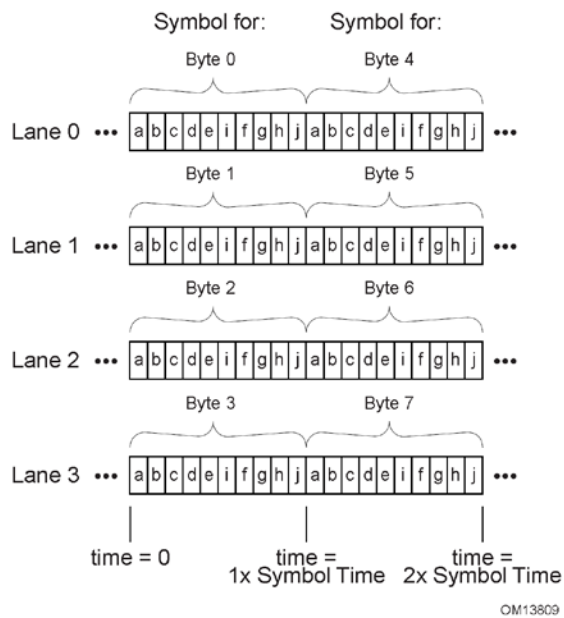 Symbol for: Symbol for:
Byte 0 Byte 4
Lane 0 ••• a b c d e i f g h j a b c d e i f g h j •••
Byte 1 Byte 5
Lane 1 ••• a b c d e i f g h j a b c d e i f g h j •••
Byte 2 Byte 6
Lane 2 ••• a b c d e i f g h j a b c d e i f g h j •••
Byte 3 Byte 7
Lane 3 ••• a b c d e i f g h j a b c d e i f g h j •••
time = 0 time = time =
1x Symbol Time 2x Symbol Time
OM13809